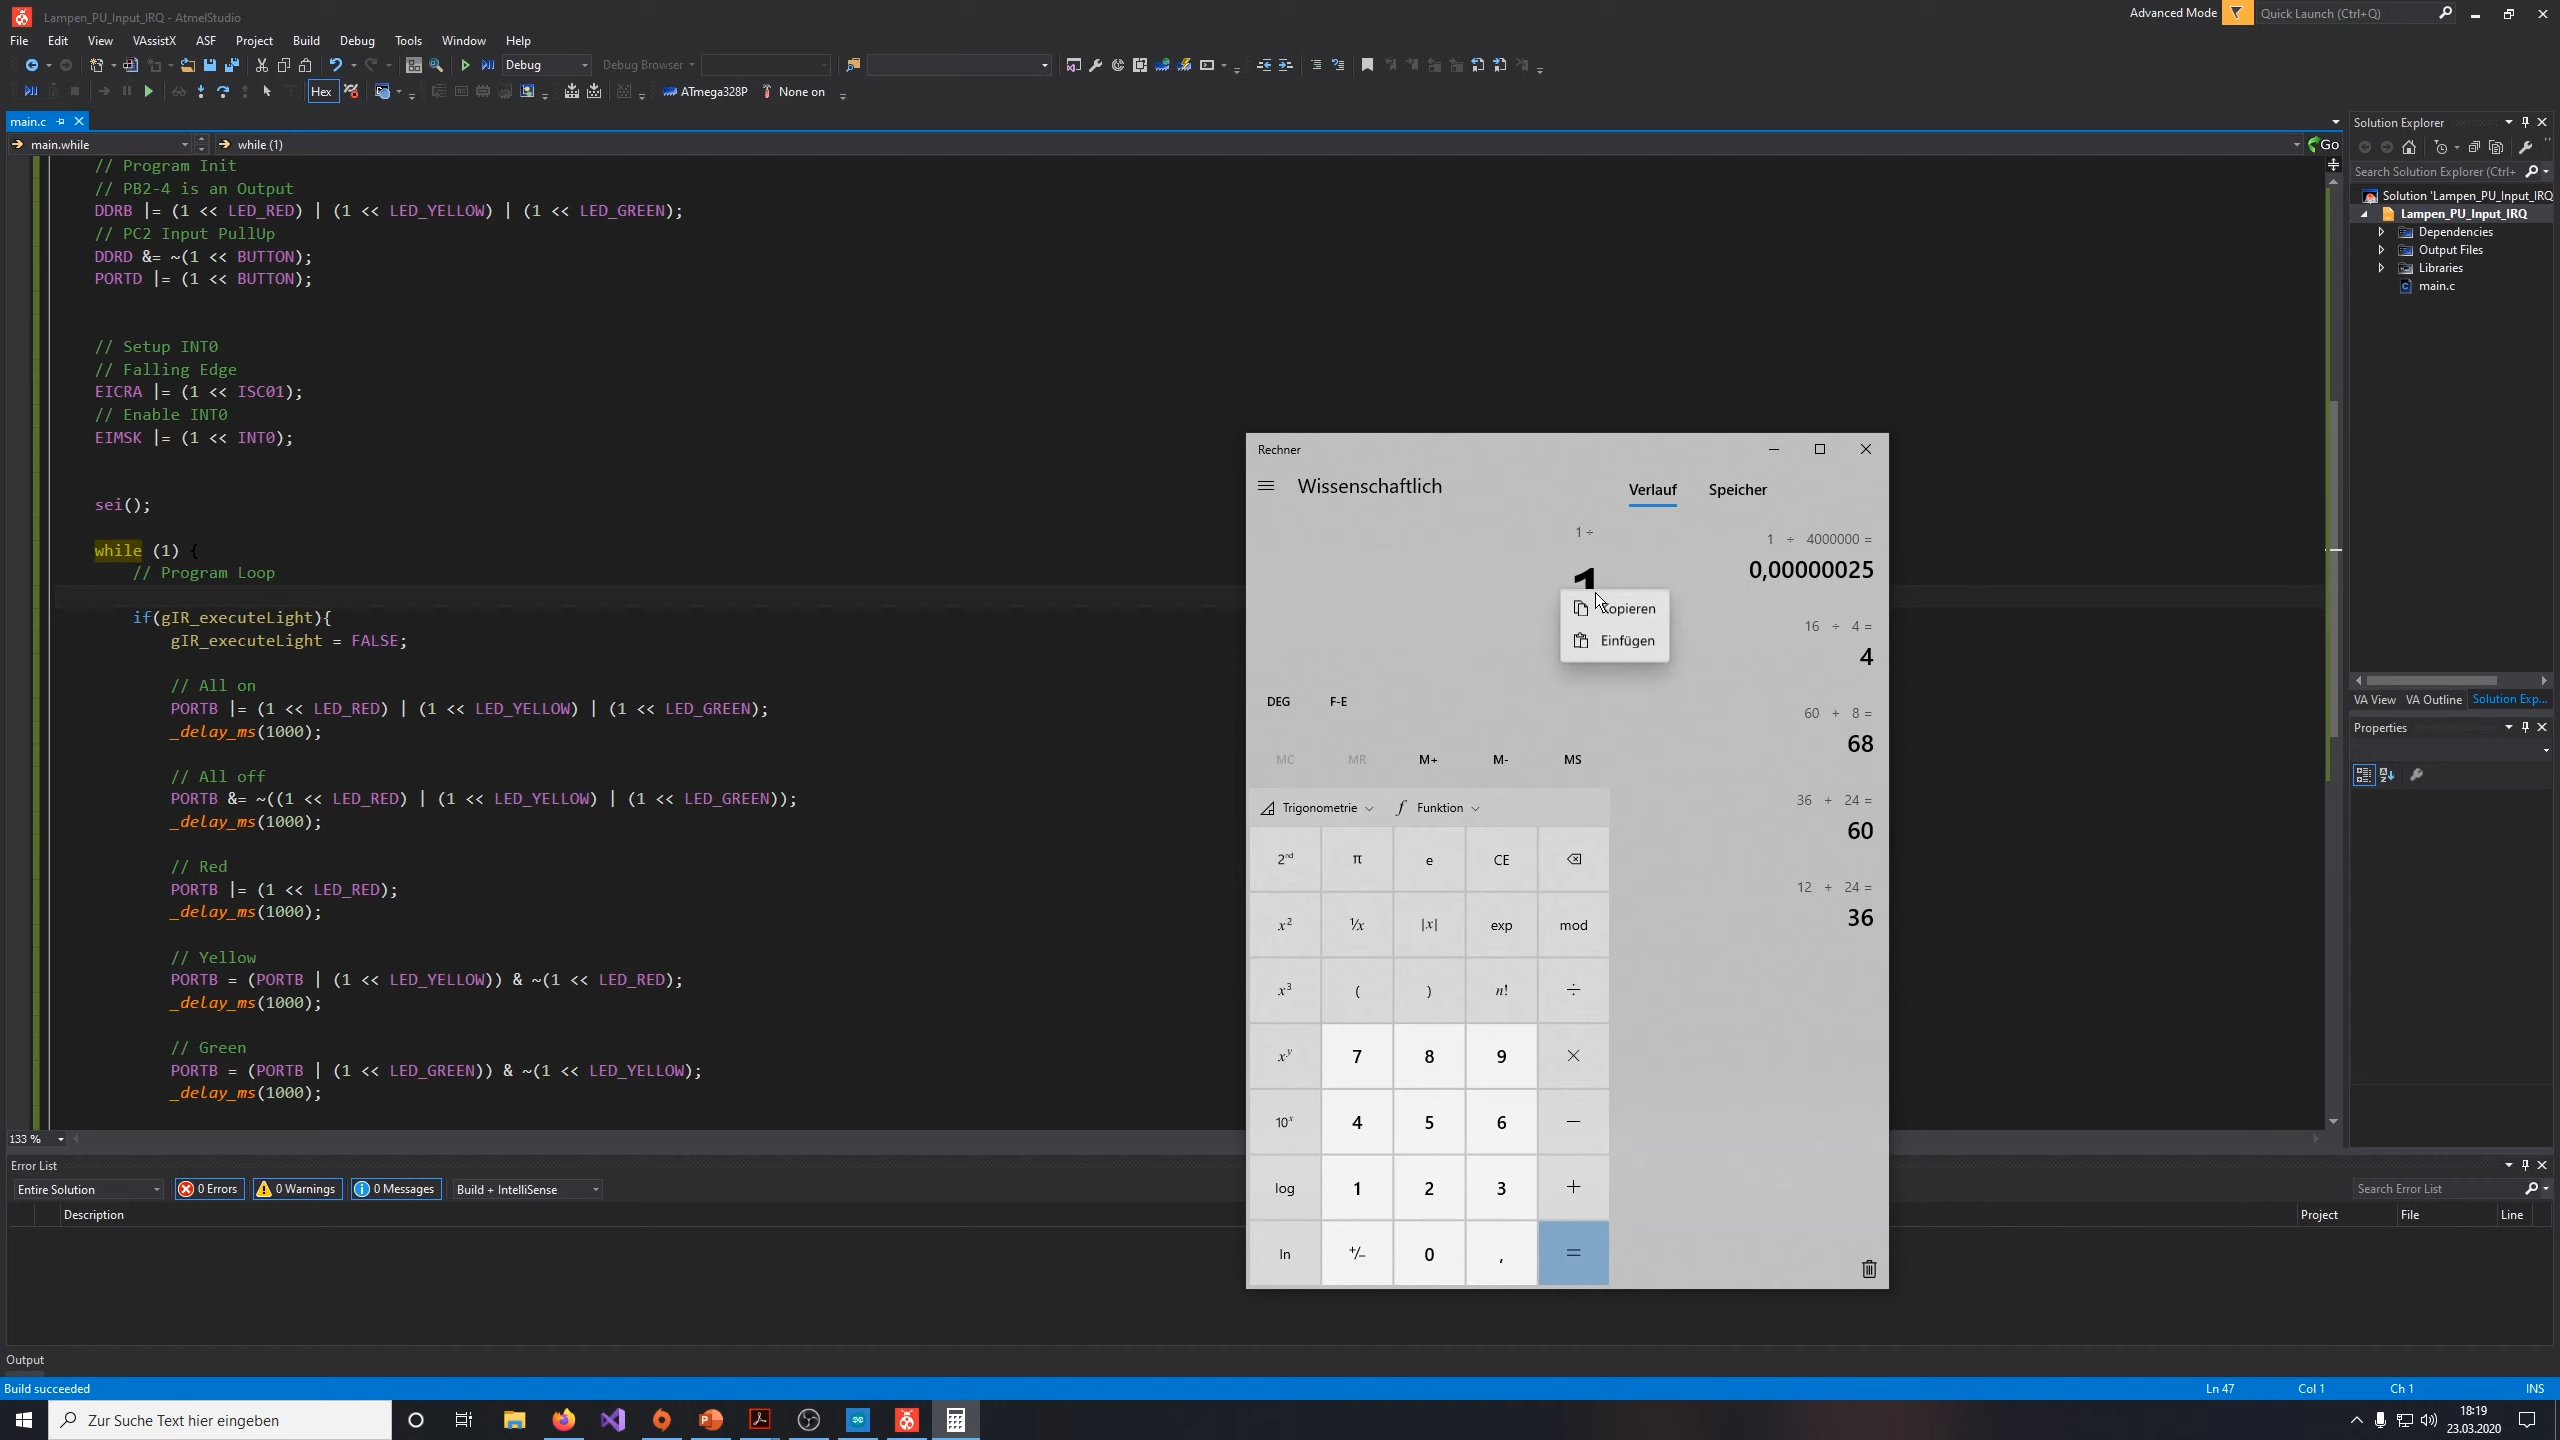 Lampen_PU_Input_IRQ - AtmelStudio
Advanced Mode
Quick Launch (Ctrl+Q)
File Edit View VAssistX ASF Project Build Debug Tools Window Help
Debug Debug Browser
Hex ATmega328P None on
main.c
main.while while (1) Go
// Program Init
// PB2-4 is an Output
DDRB |= (1 << LED_RED) | (1 << LED_YELLOW) | (1 << LED_GREEN);
// PC2 Input PullUp
DDRD &= ~(1 << BUTTON);
PORTD |= (1 << BUTTON);
// Setup INT0
// Falling Edge
EICRA |= (1 << ISC01);
// Enable INT0
EIMSK |= (1 << INT0);
sei();
while (1) {
// Program Loop
if(gIR_executeLight){
gIR_executeLight = FALSE;
// All on
PORTB |= (1 << LED_RED) | (1 << LED_YELLOW) | (1 << LED_GREEN);
_delay_ms(1000);
// All off
PORTB &= ~((1 << LED_RED) | (1 << LED_YELLOW) | (1 << LED_GREEN));
_delay_ms(1000);
// Red
PORTB |= (1 << LED_RED);
_delay_ms(1000);
// Yellow
PORTB = (PORTB | (1 << LED_YELLOW)) & ~(1 << LED_RED);
_delay_ms(1000);
// Green
PORTB = (PORTB | (1 << LED_GREEN)) & ~(1 << LED_YELLOW);
_delay_ms(1000);
133 %
Rechner
Wissenschaftlich
Verlauf Speicher
1 ÷
1
Kopieren
Einfügen
1 ÷ 4000000 =
0,00000025
16 ÷ 4 =
4
60 + 8 =
68
36 + 24 =
60
12 + 24 =
36
DEG F-E
MC MR M+ M- MS
Trigonometrie Funktion
2nd π e CE
x2 1/x |x| exp mod
x3 ( ) n! ÷
xy 7 8 9 ×
10x 4 5 6 −
log 1 2 3 +
ln +/− 0 , =
Solution Explorer
Search Solution Explorer (Ctrl+
Solution 'Lampen_PU_Input_IRQ
Lampen_PU_Input_IRQ
Dependencies
Output Files
Libraries
main.c
VA View VA Outline Solution Exp...
Properties
Error List
Entire Solution 0 Errors 0 Warnings 0 Messages Build + IntelliSense
Search Error List
Description Project File Line
Output
Build succeeded Ln 47 Col 1 Ch 1 INS
Zur Suche Text hier eingeben
18:19
23.03.2020